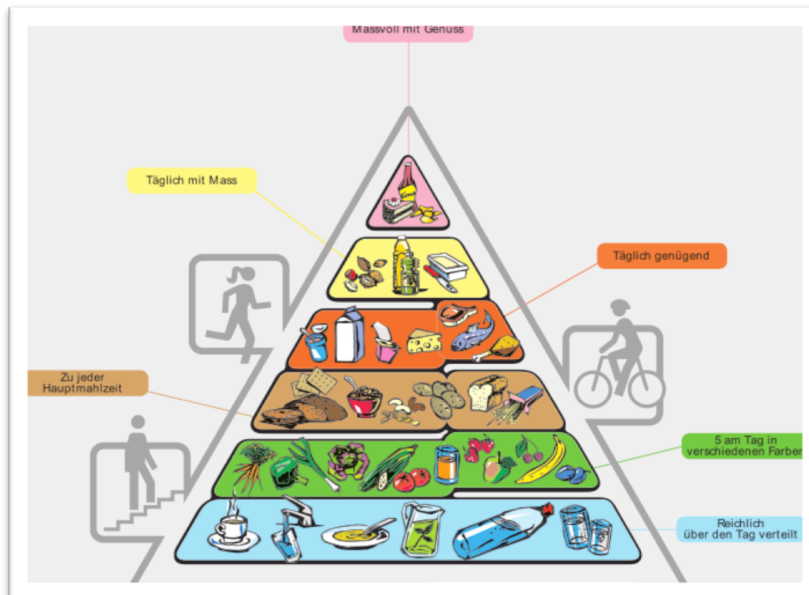 Massvoll mit Genuss
Täglich mit Mass
Täglich genügend
Zu jeder
Hauptmahlzeit
5 am Tag in
verschiedenen Farben
Reichlich
über den Tag verteilt